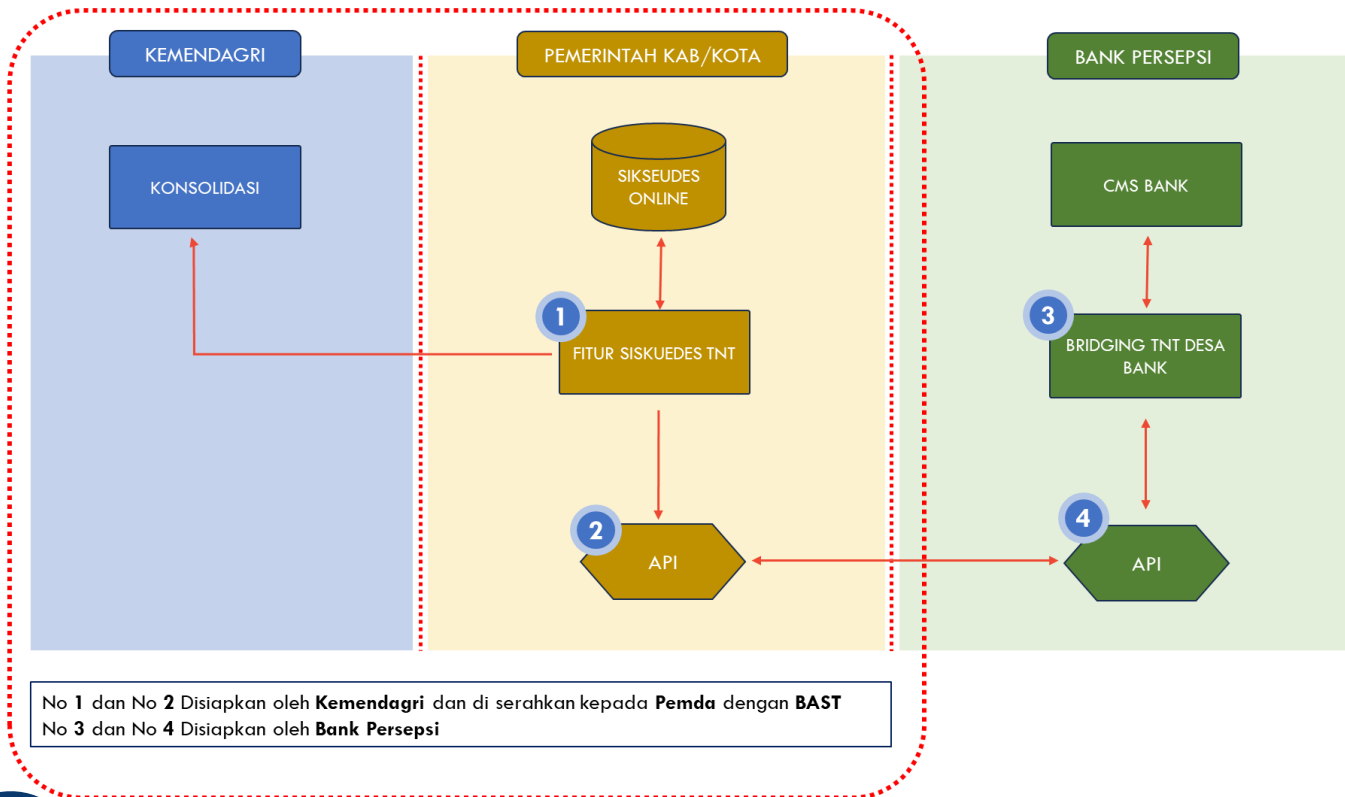 KEMENDAGRI
PEMERINTAH KAB/KOTA
BANK PERSEPSI
KONSOLIDASI
SIKSEUDES
ONLINE
CMS BANK
1
FITUR SISKUEDES TNT
3
BRIDGING TNT DESA
BANK
2
API
4
API
No 1 dan No 2 Disiapkan oleh Kemendagri dan di serahkan kepada Pemda dengan BAST
No 3 dan No 4 Disiapkan oleh Bank Persepsi